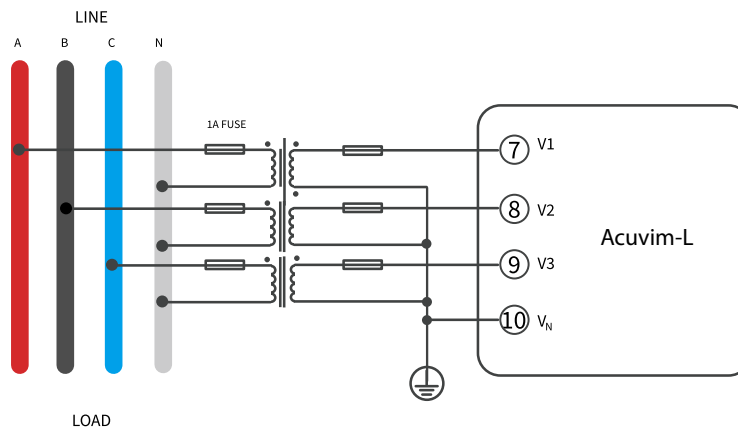 LINE
A B C N
1A FUSE
7 V1
8 V2
Acuvim-L
9 V3
10 VN
LOAD